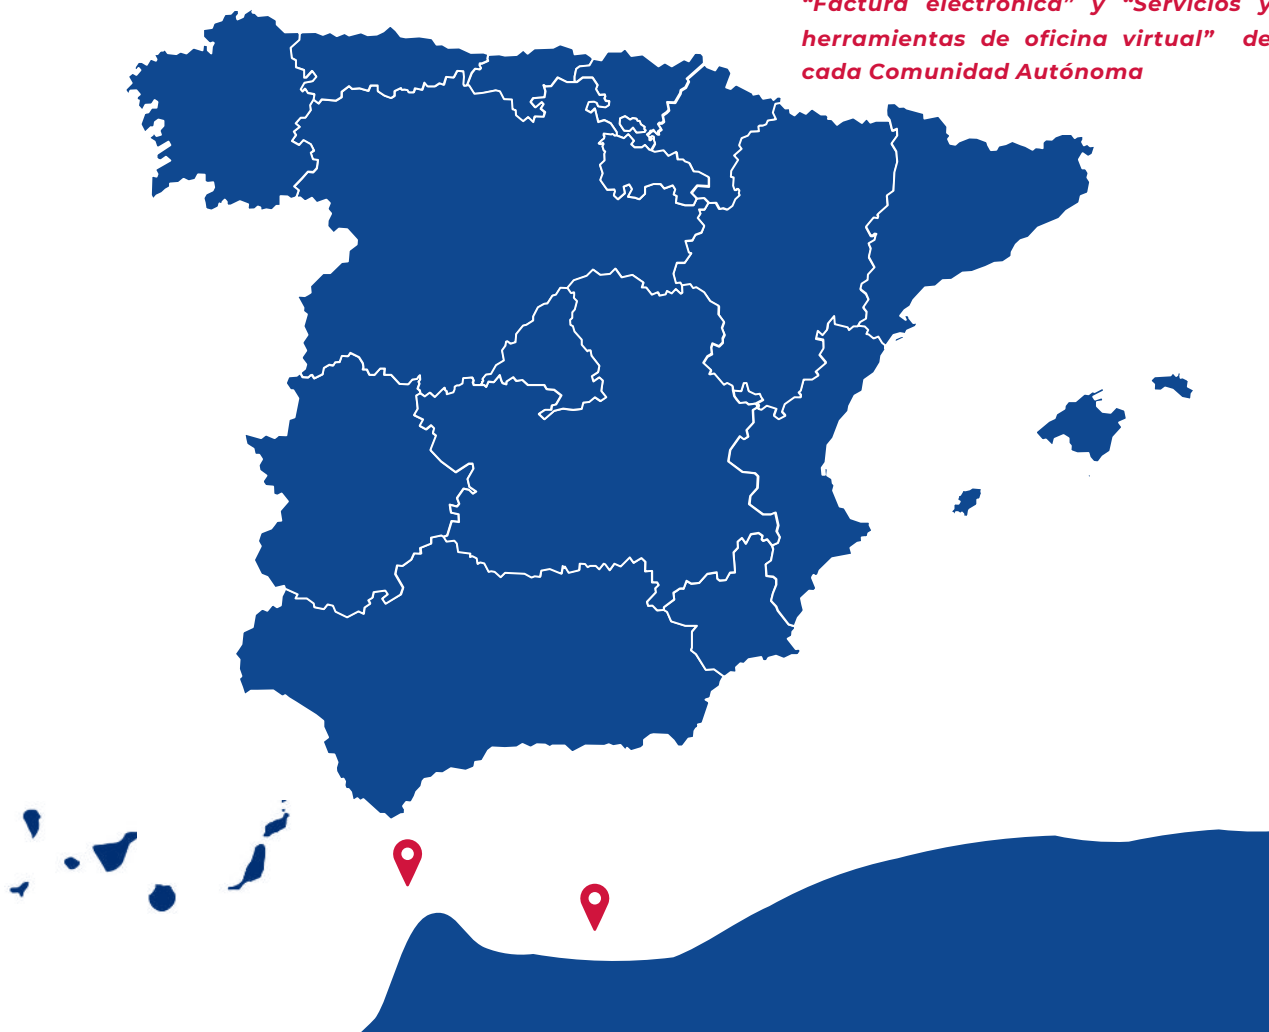 “Factura electrónica” y “Servicios y
herramientas de oficina virtual” de
cada Comunidad Autónoma